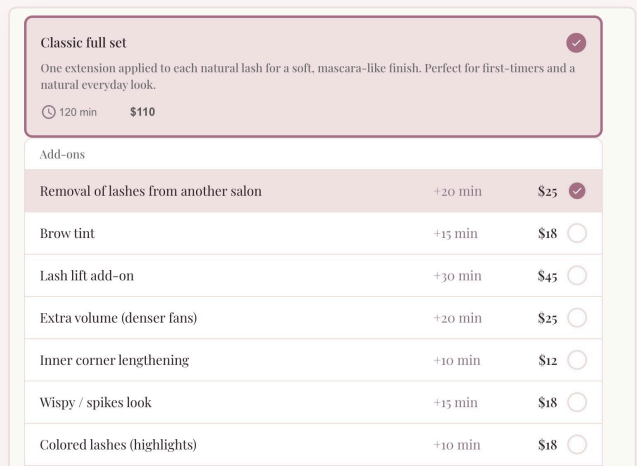 Classic full set
One extension applied to each natural lash for a soft, mascara-like finish. Perfect for first-timers and a
natural everyday look.
120 min $110
Add-ons
Removal of lashes from another salon +20 min $25
Brow tint +15 min $18
Lash lift add-on +30 min $45
Extra volume (denser fans) +20 min $25
Inner corner lengthening +10 min $12
Wispy / spikes look +15 min $18
Colored lashes (highlights) +10 min $18